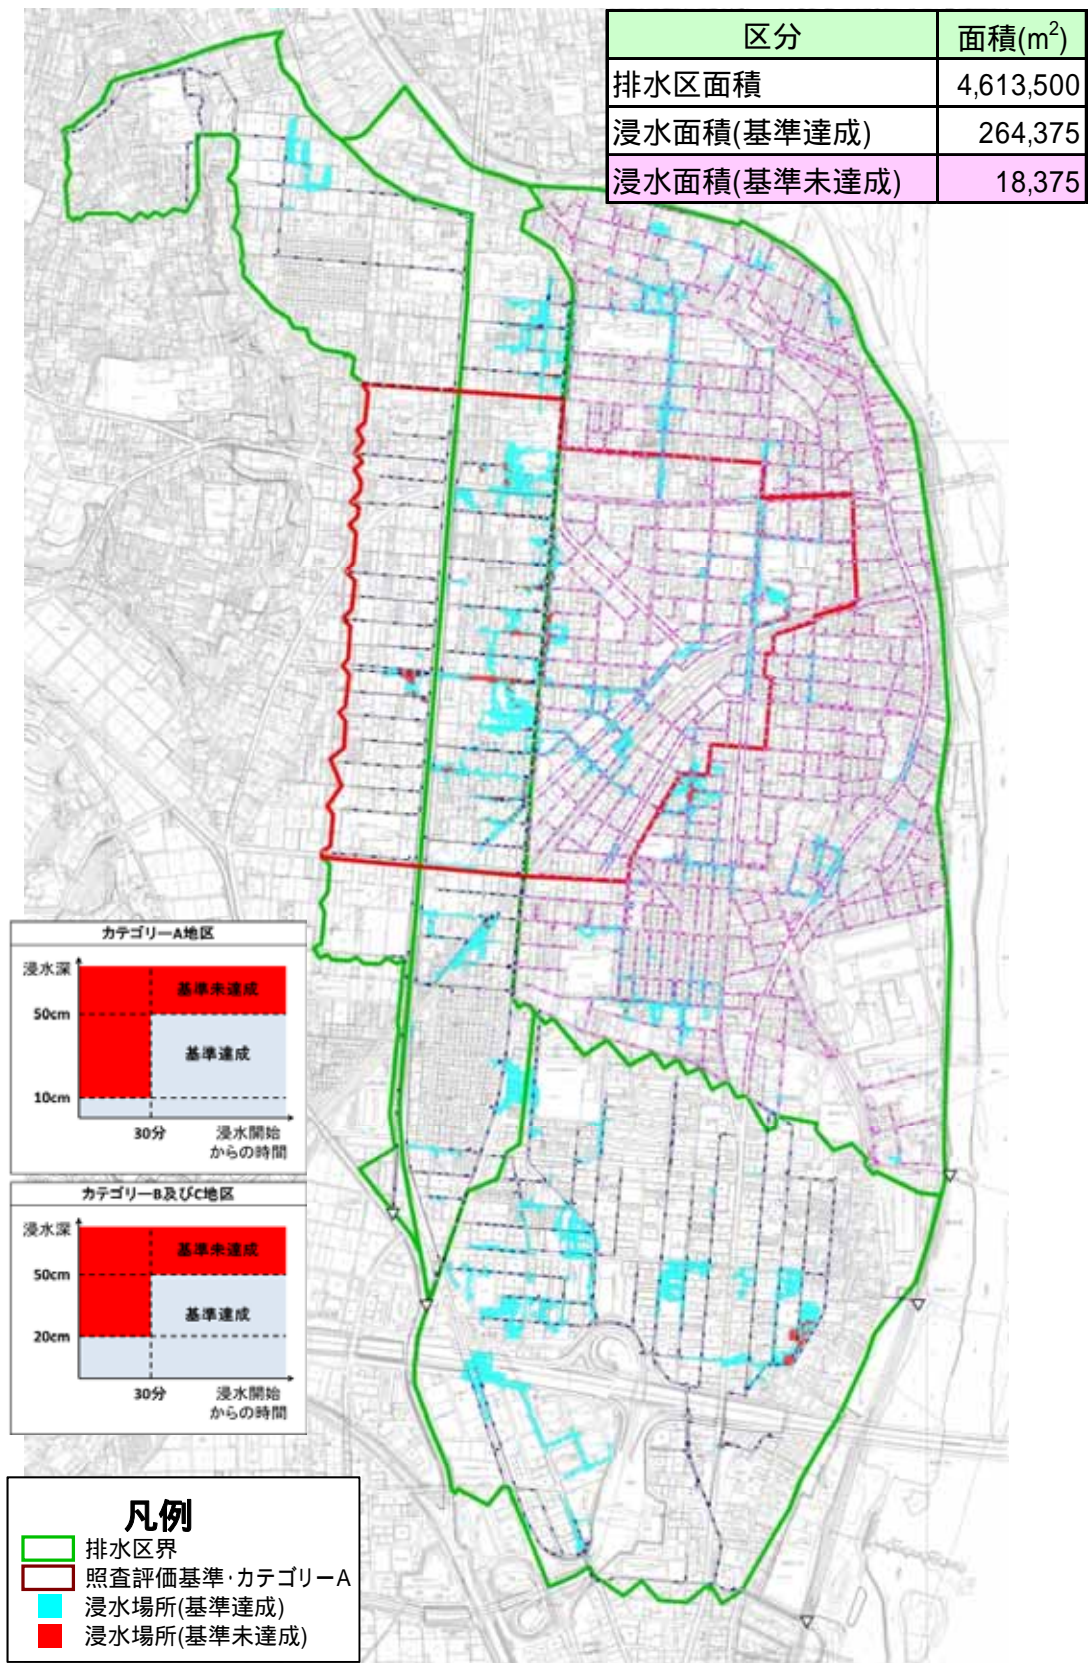 区分 面積(m²)
排水区面積 4,613,500
浸水面積(基準達成) 264,375
浸水面積(基準未達成) 18,375
カテゴリーA地区
浸水深
基準未達成
50cm
基準達成
10cm
30分
浸水開始
からの時間
カテゴリーB及びC地区
浸水深
基準未達成
50cm
基準達成
20cm
30分
浸水開始
からの時間
凡例
排水区界
照査評価基準・カテゴリーA
浸水場所(基準達成)
浸水場所(基準未達成)